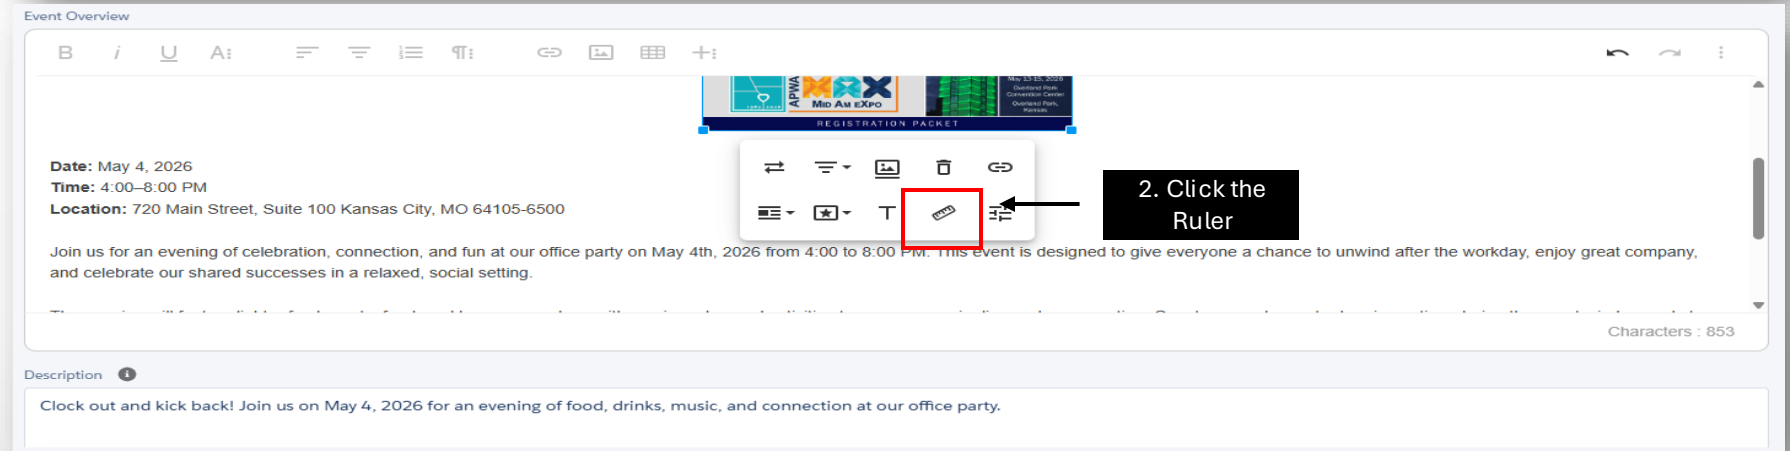 Event Overview
APWA
MID AM EXPO
May 13-15, 2026
Overland Park
Convention Center
Overland Park,
Kansas
REGISTRATION PACKET
Date: May 4, 2026
Time: 4:00–8:00 PM
Location: 720 Main Street, Suite 100 Kansas City, MO 64105-6500
2. Click the
Ruler
Join us for an evening of celebration, connection, and fun at our office party on May 4th, 2026 from 4:00 to 8:00 PM. This event is designed to give everyone a chance to unwind after the workday, enjoy great company,
and celebrate our shared successes in a relaxed, social setting.
Characters : 853
Description
Clock out and kick back! Join us on May 4, 2026 for an evening of food, drinks, music, and connection at our office party.